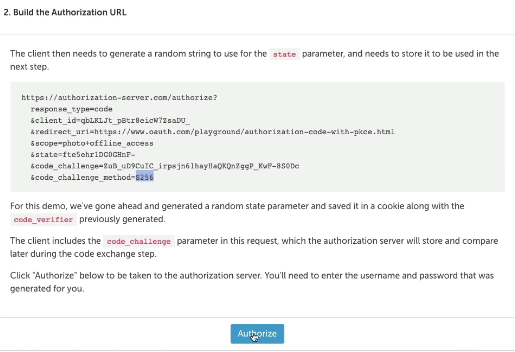 2. Build the Authorization URL
The client then needs to generate a random string to use for the state parameter, and needs to store it to be used in the
next step.
https://authorization-server.com/authorize?
response_type=code
&client_id=qbLKLJt_pBtr8eicW7ZsaDU_
&redirect_uri=https://www.oauth.com/playground/authorization-code-with-pkce.html
&scope=photo+offline_access
&state=fte5ehrlDG0GHnF-
&code_challenge=ZuB_uD9CuIC_irpsjn6lhayHaQKQnZgqP_KwF-8S0Dc
&code_challenge_method=S256
For this demo, we've gone ahead and generated a random state parameter and saved it in a cookie along with the
code_verifier previously generated.
The client includes the code_challenge parameter in this request, which the authorization server will store and compare
later during the code exchange step.
Click "Authorize" below to be taken to the authorization server. You'll need to enter the username and password that was
generated for you.
Authorize